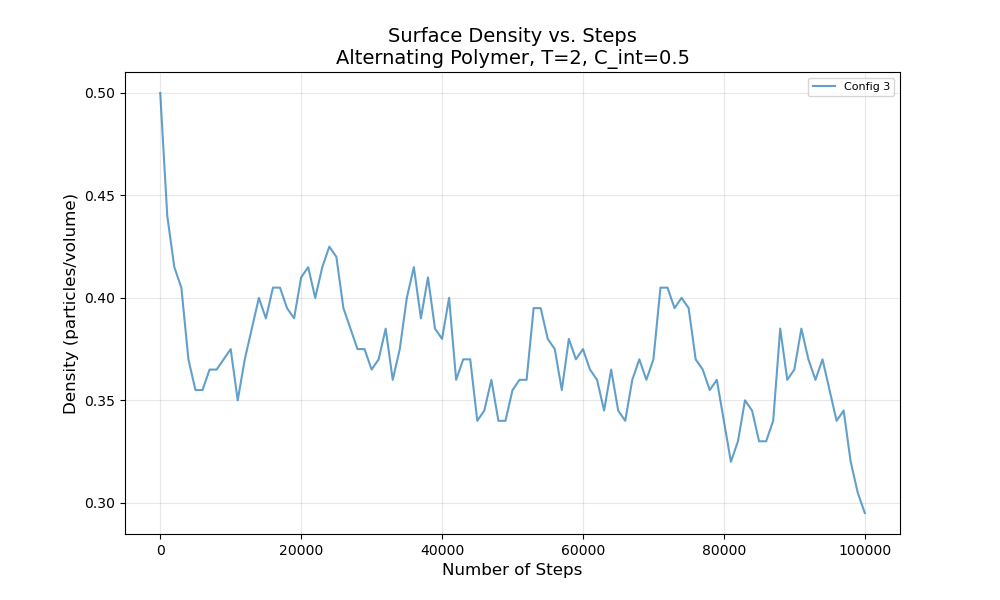 Surface Density vs. Steps
Alternating Polymer, T=2, C_int=0.5
Config 3
Density (particles/volume)
0.50
0.45
0.40
0.35
0.30
0
20000
40000
60000
80000
100000
Number of Steps